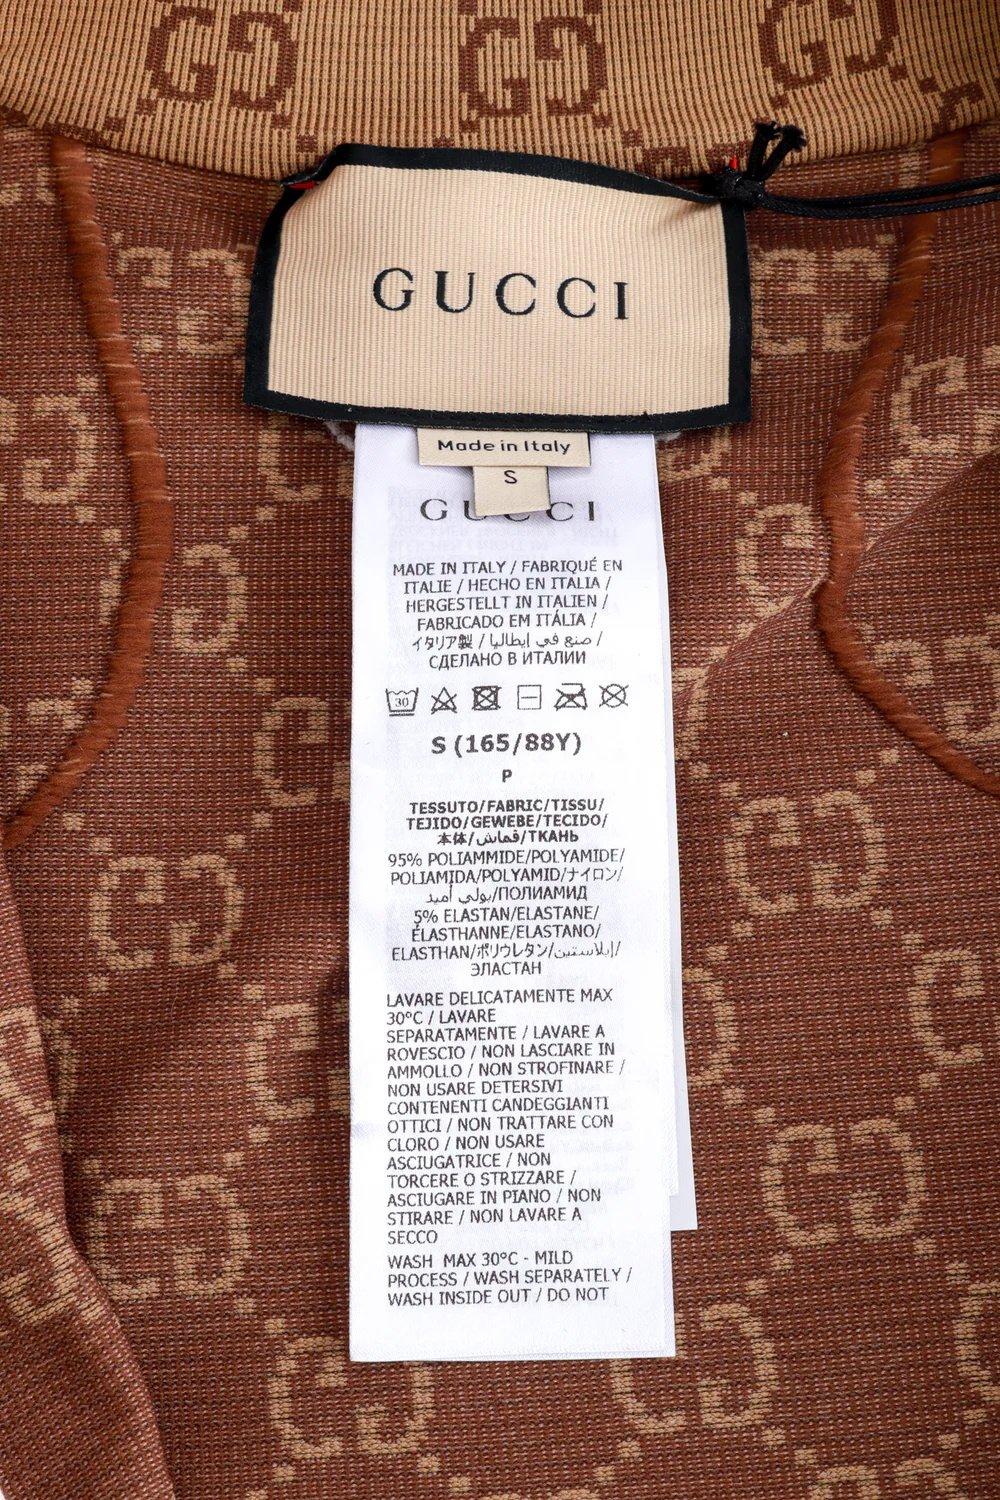 GUCCI
Made in Italy
S
GUCCI
MADE IN ITALY / FABRIQUÉ EN
ITALIE / HECHO EN ITALIA /
HERGESTELLT IN ITALIEN /
FABRICADO EM ITÁLIA /
イタリア製 / صنع في إيطاليا /
СДЕЛАНО В ИТАЛИИ
30
S (165/88Y)
P
TESSUTO/FABRIC/TISSU/
TEJIDO/GEWEBE/TECIDO/
本体/قماش/ТКАНЬ
95% POLIAMMIDE/POLYAMIDE/
POLIAMIDA/POLYAMID/ナイロン/
بولي أميد/ПОЛИАМИД
5% ELASTAN/ELASTANE/
ÉLASTHANNE/ELASTANO/
ELASTHAN/ポリウレタン/إيلاستين/
ЭЛАСТАН
LAVARE DELICATAMENTE MAX
30°C / LAVARE
SEPARATAMENTE / LAVARE A
ROVESCIO / NON LASCIARE IN
AMMOLLO / NON STROFINARE /
NON USARE DETERSIVI
CONTENENTI CANDEGGIANTI
OTTICI / NON TRATTARE CON
CLORO / NON USARE
ASCIUGATRICE / NON
TORCERE O STRIZZARE /
ASCIUGARE IN PIANO / NON
STIRARE / NON LAVARE A
SECCO
WASH MAX 30°C - MILD
PROCESS / WASH SEPARATELY /
WASH INSIDE OUT / DO NOT